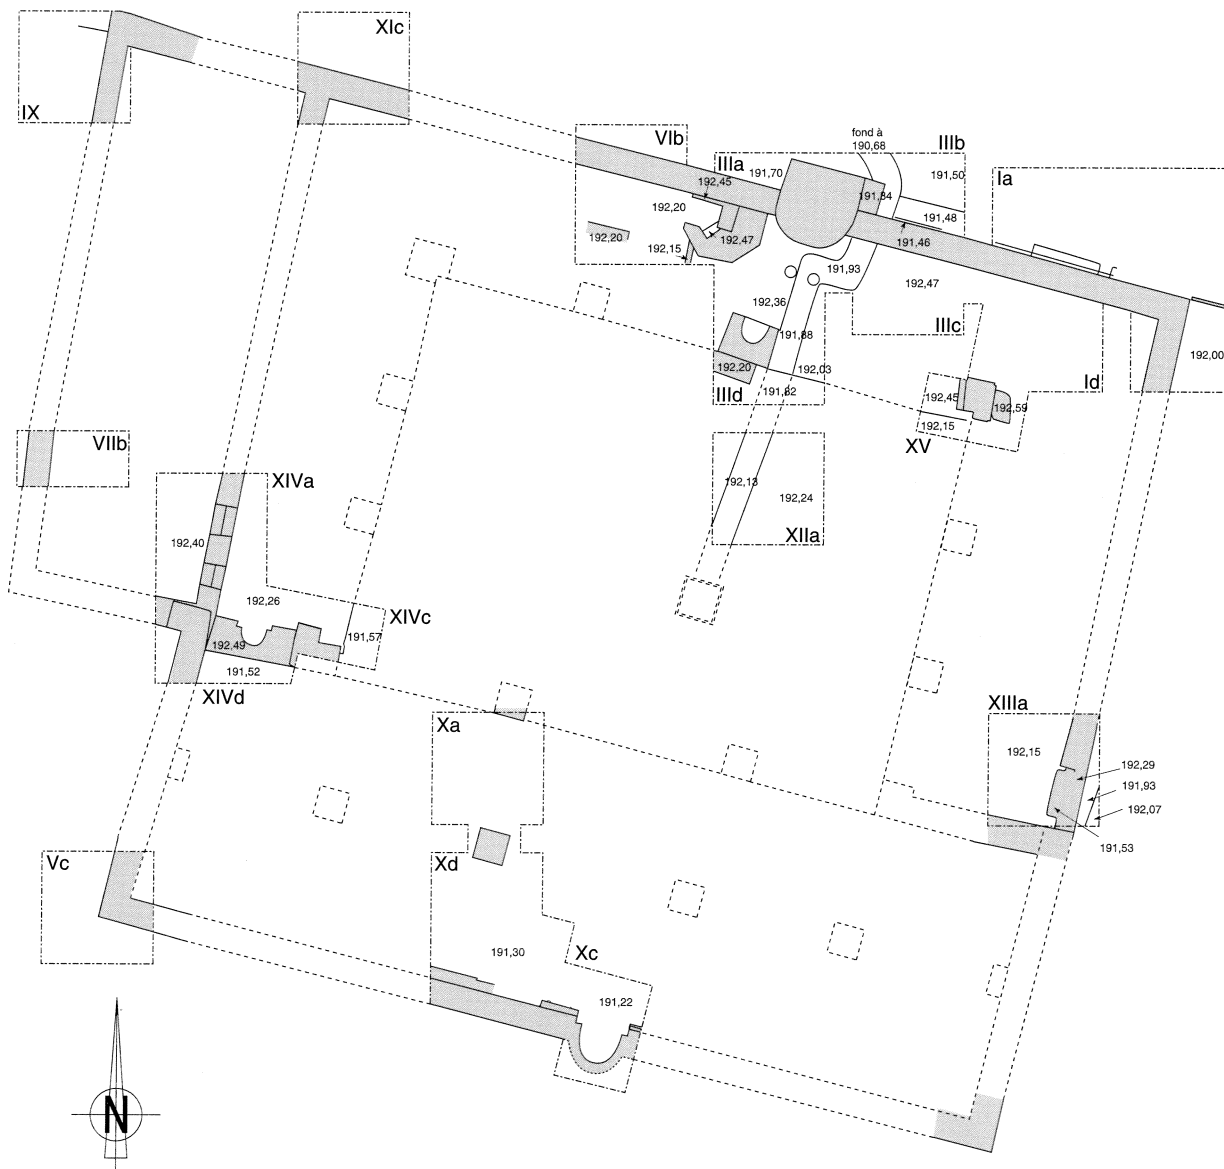 XIc
IX
VIb
fond à
190,68
IIIb
IIIa
191,70
192,45
191,50
Ia
191,84
192,20
191,48
192,20
192,47
191,46
192,15
191,93
192,47
192,36
191,88
IIIc
192,00
192,20
192,03
IIId
191,82
Id
192,45
192,59
192,15
XV
VIIb
XIVa
192,13
192,24
XIIa
192,40
192,26
XIVc
191,57
192,49
191,52
XIVd
XIIIa
Xa
192,15
192,29
191,93
192,07
191,53
Xd
Vc
191,30
Xc
191,22
N